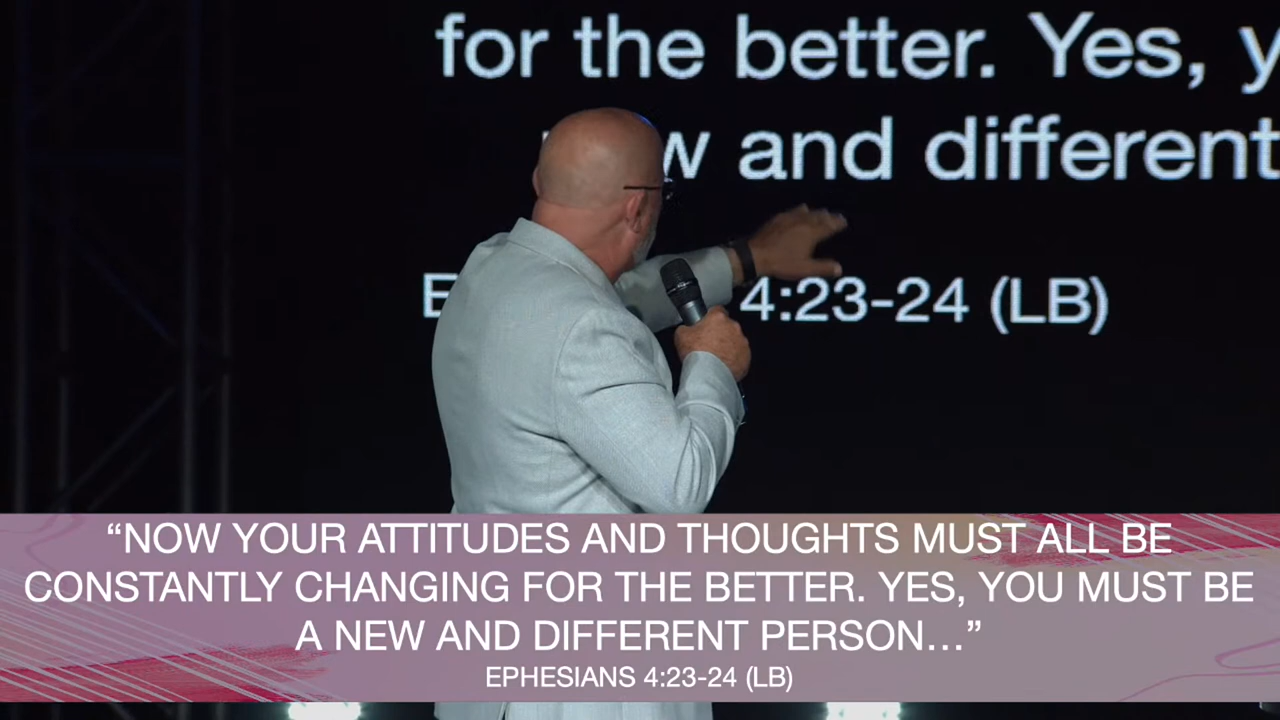 for the better. Yes,
and different
4:23-24 (LB)
“NOW YOUR ATTITUDES AND THOUGHTS MUST ALL BE
CONSTANTLY CHANGING FOR THE BETTER. YES, YOU MUST BE
A NEW AND DIFFERENT PERSON…”
EPHESIANS 4:23-24 (LB)